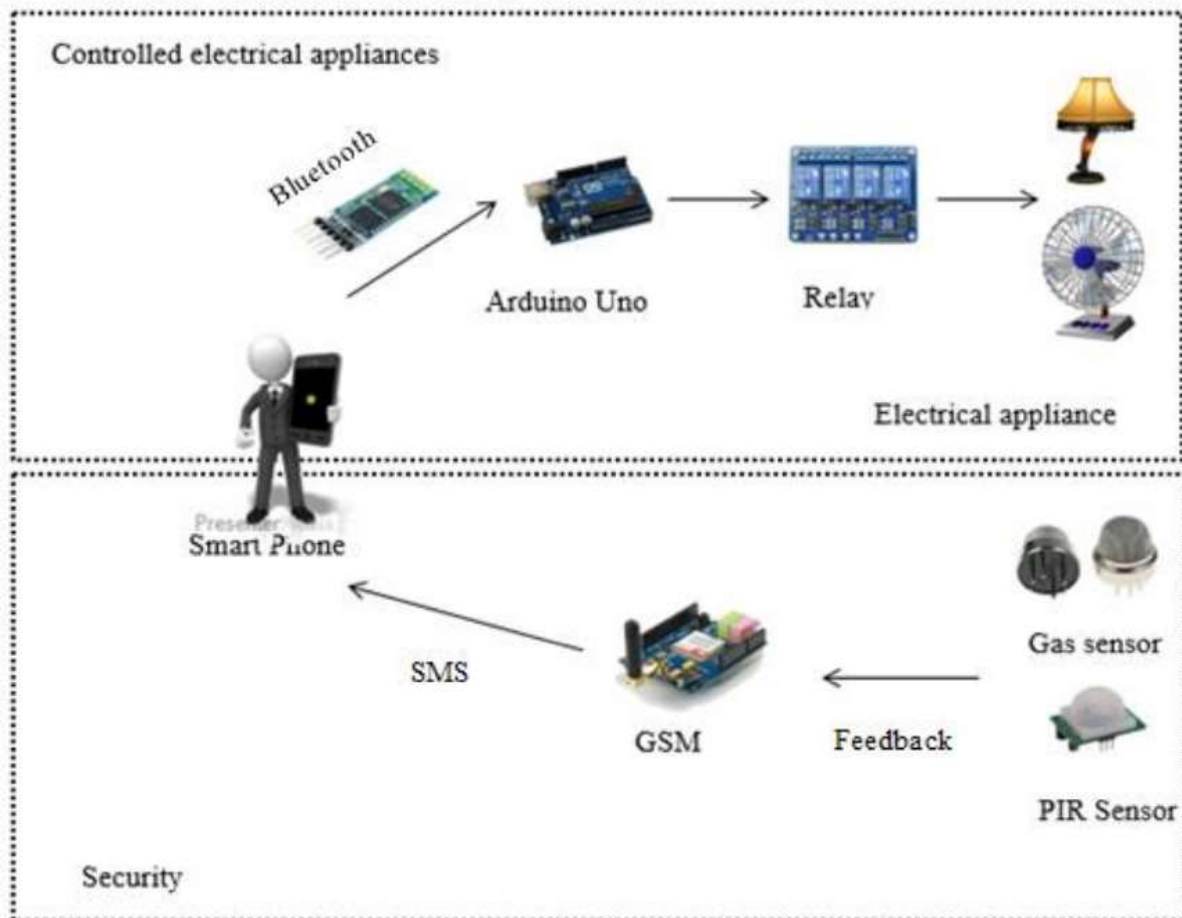 Controlled electrical appliances
Bluetooth
Arduino Uno
Relay
Electrical appliance
Presenter
Smart Phone
SMS
GSM
Feedback
Gas sensor
PIR Sensor
Security